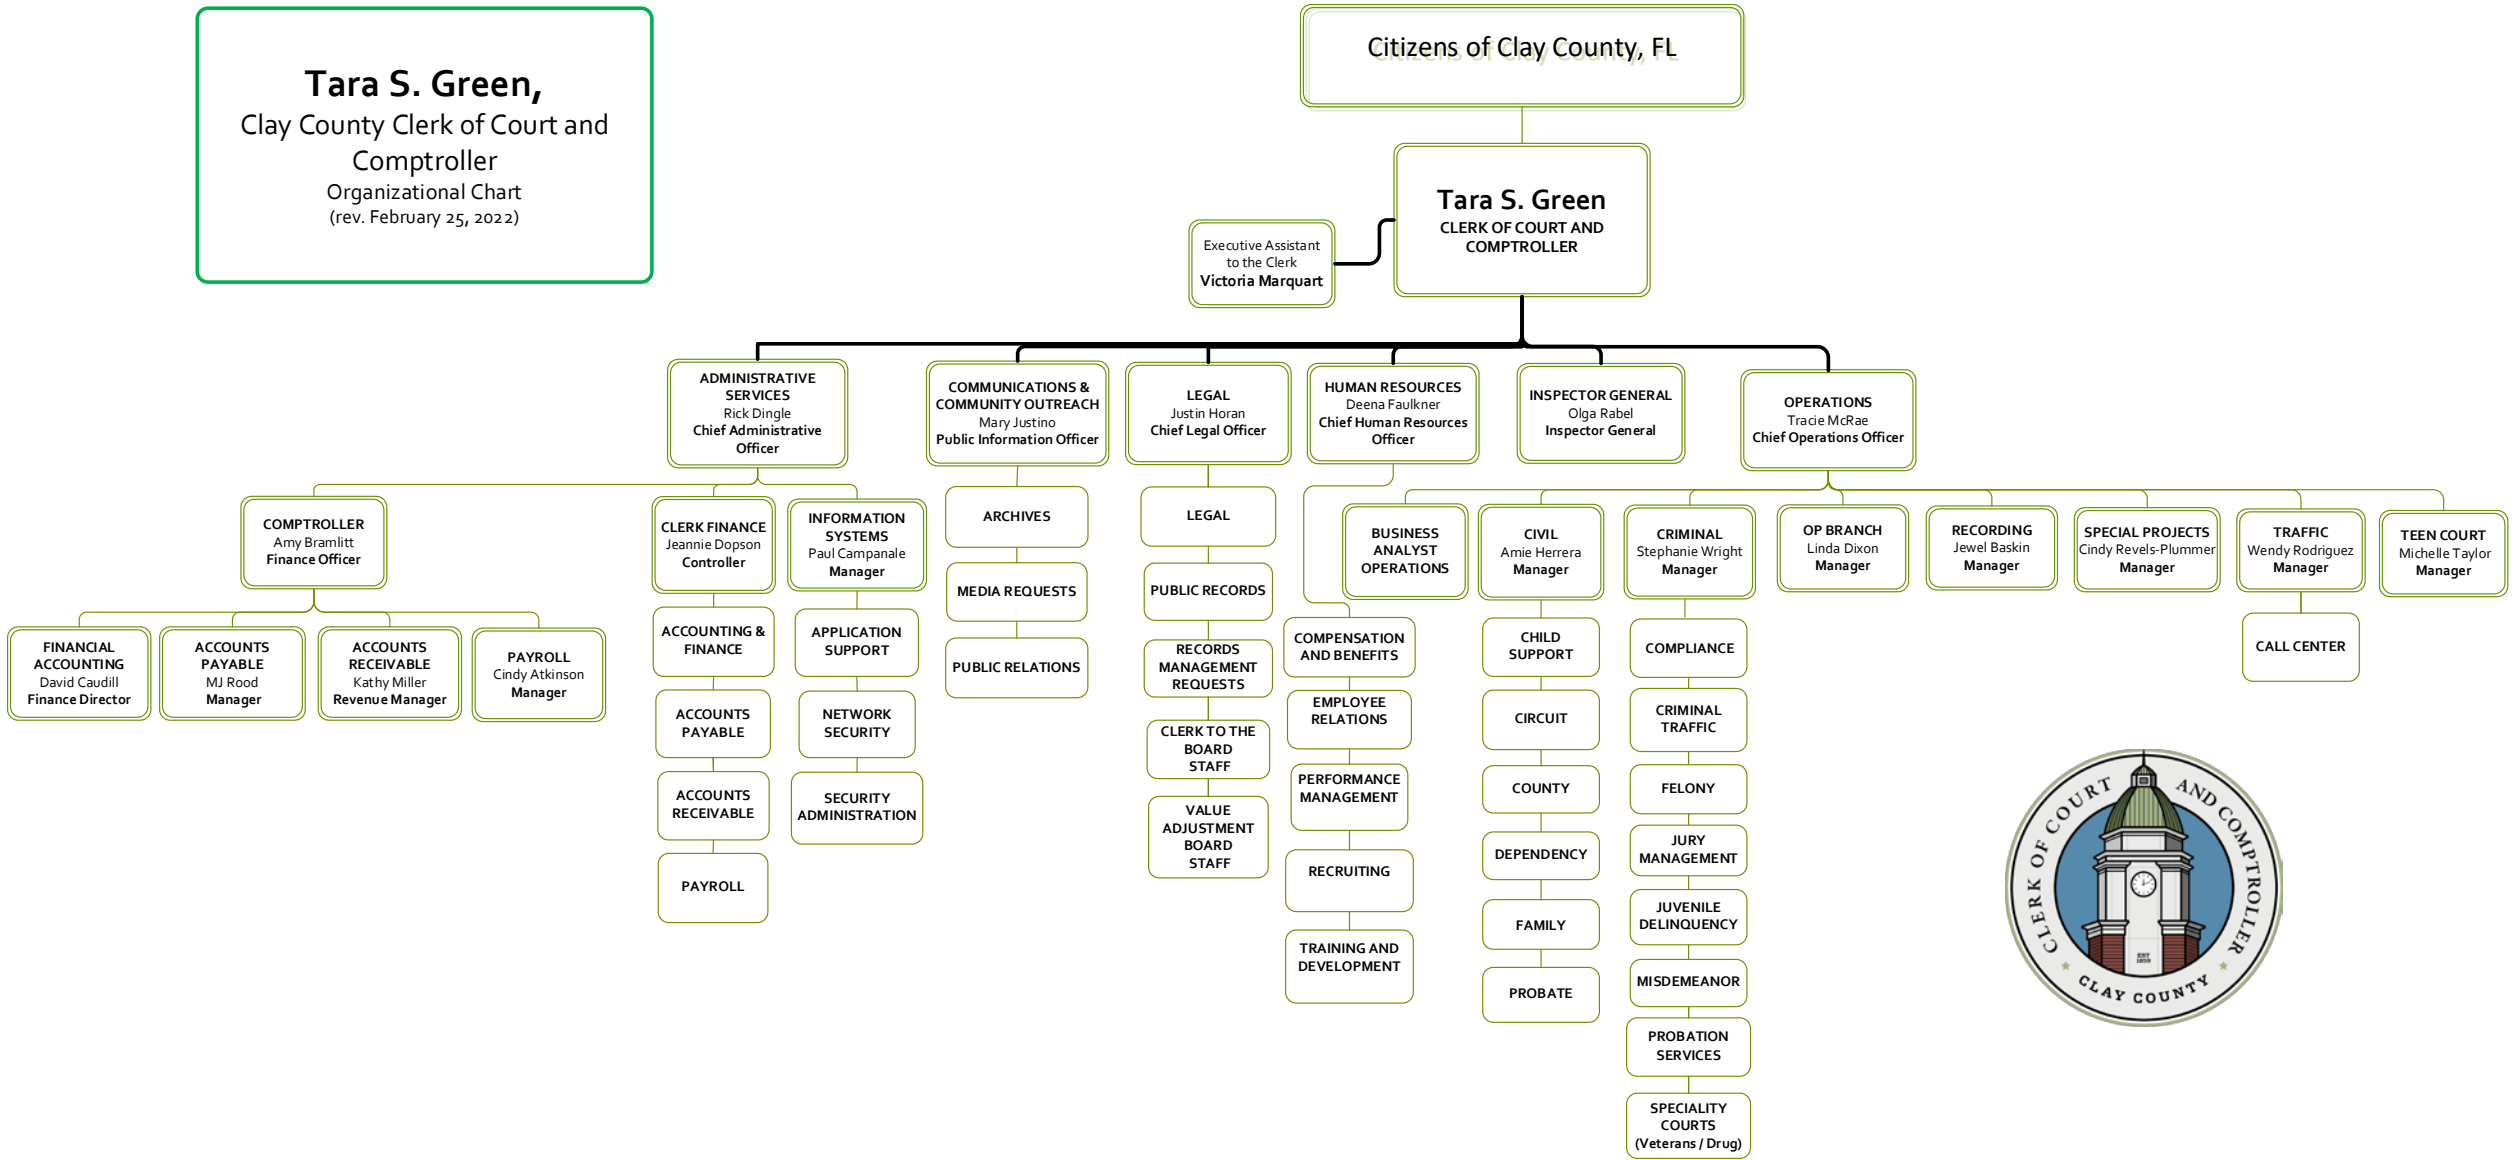 Tara S. Green,
Clay County Clerk of Court and
Comptroller
Organizational Chart
(rev. February 25, 2022)
Citizens of Clay County, FL
Tara S. Green
CLERK OF COURT AND
COMPTROLLER
Executive Assistant
to the Clerk
Victoria Marquart
ADMINISTRATIVE
SERVICES
Rick Dingle
Chief Administrative
Officer
COMMUNICATIONS &
COMMUNITY OUTREACH
Mary Justino
Public Information Officer
LEGAL
Justin Horan
Chief Legal Officer
HUMAN RESOURCES
Deena Faulkner
Chief Human Resources
Officer
INSPECTOR GENERAL
Olga Rabel
Inspector General
OPERATIONS
Tracie McRae
Chief Operations Officer
COMPTROLLER
Amy Bramlitt
Finance Officer
CLERK FINANCE
Jeannie Dopson
Controller
INFORMATION
SYSTEMS
Paul Campanale
Manager
FINANCIAL
ACCOUNTING
David Caudill
Finance Director
ACCOUNTS
PAYABLE
MJ Rood
Manager
ACCOUNTS
RECEIVABLE
Kathy Miller
Revenue Manager
PAYROLL
Cindy Atkinson
Manager
ACCOUNTING &
FINANCE
ACCOUNTS
PAYABLE
ACCOUNTS
RECEIVABLE
PAYROLL
APPLICATION
SUPPORT
NETWORK
SECURITY
SECURITY
ADMINISTRATION
ARCHIVES
MEDIA REQUESTS
PUBLIC RELATIONS
LEGAL
PUBLIC RECORDS
RECORDS
MANAGEMENT
REQUESTS
CLERK TO THE
BOARD
STAFF
VALUE
ADJUSTMENT
BOARD
STAFF
COMPENSATION
AND BENEFITS
EMPLOYEE
RELATIONS
PERFORMANCE
MANAGEMENT
RECRUITING
TRAINING AND
DEVELOPMENT
BUSINESS
ANALYST
OPERATIONS
CIVIL
Amie Herrera
Manager
CRIMINAL
Stephanie Wright
Manager
OP BRANCH
Linda Dixon
Manager
RECORDING
Jewel Baskin
Manager
SPECIAL PROJECTS
Cindy Revels-Plummer
Manager
TRAFFIC
Wendy Rodriguez
Manager
TEEN COURT
Michelle Taylor
Manager
CHILD
SUPPORT
CIRCUIT
COUNTY
DEPENDENCY
FAMILY
PROBATE
COMPLIANCE
CRIMINAL
TRAFFIC
FELONY
JURY
MANAGEMENT
JUVENILE
DELINQUENCY
MISDEMEANOR
PROBATION
SERVICES
SPECIALITY
COURTS
(Veterans / Drug)
CALL CENTER
CLERK OF COURT AND COMPTROLLER
EST
1859
CLAY COUNTY